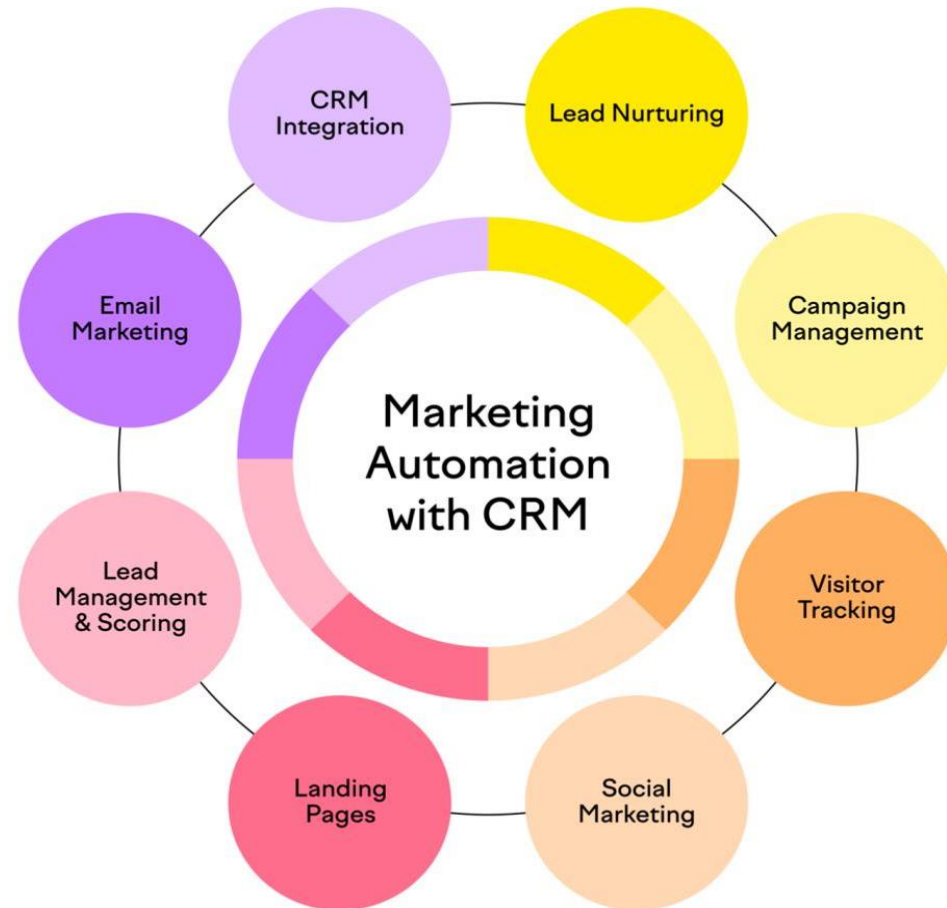 CRM
Integration
Lead Nurturing
Email
Marketing
Campaign
Management
Marketing
Automation
with CRM
Lead
Management
& Scoring
Visitor
Tracking
Landing
Pages
Social
Marketing